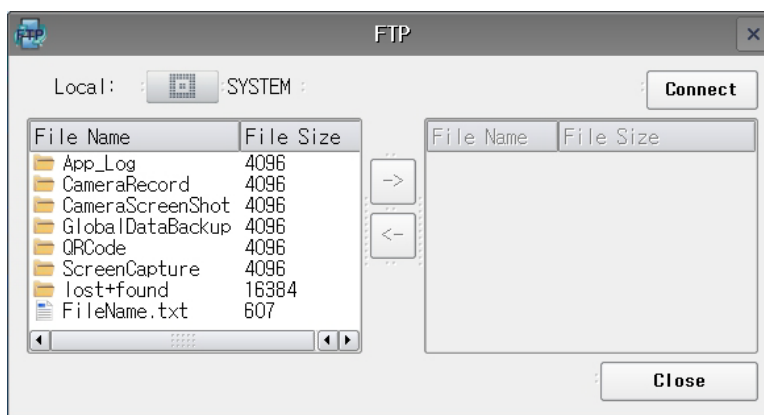 FTP
FTP
Local: SYSTEM
Connect
File Name File Size
App_Log 4096
CameraRecord 4096
CameraScreenShot 4096
GlobalDataBackup 4096
QRCode 4096
ScreenCapture 4096
lost+found 16384
FileName.txt 607
->
<-
File Name File Size
Close